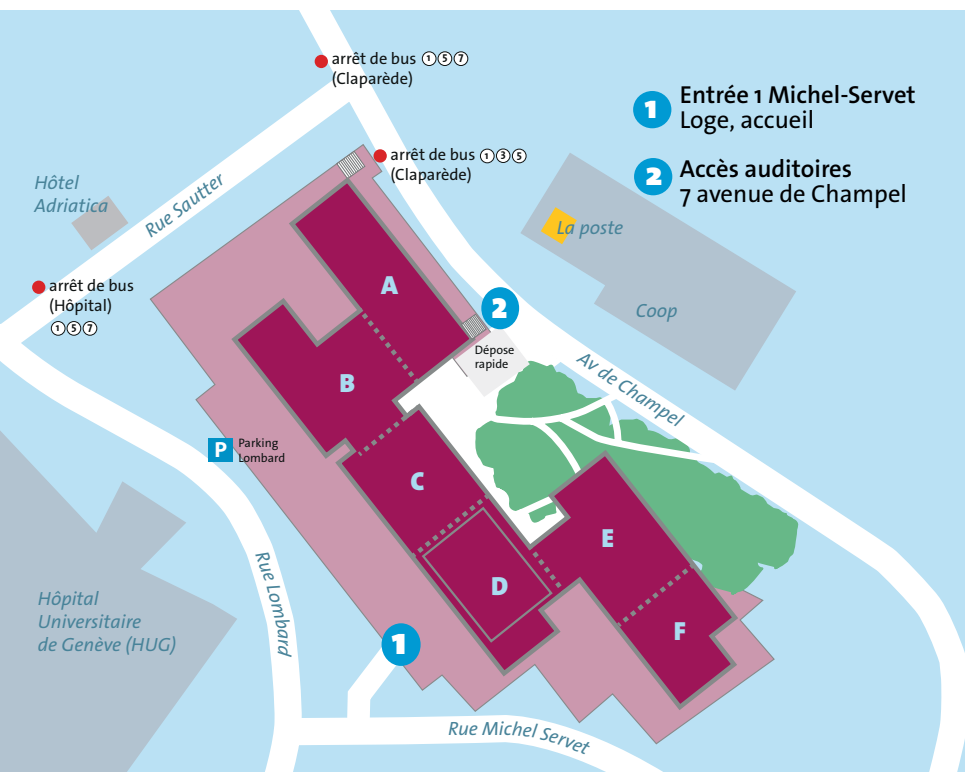 arrêt de bus ①⑤⑦
(Claparède)
Entrée 1 Michel-Servet
1
Loge, accueil
arrêt de bus ①③⑤
(Claparède)
Accès auditoires
2
7 avenue de Champel
Hôtel
Adriatica
Rue Sautter
La poste
arrêt de bus
(Hôpital)
①⑤⑦
A
2
Coop
Dépose
rapide
Av de Champel
B
P
Parking
Lombard
C
E
D
Rue Lombard
Hôpital
Universitaire
de Genève (HUG)
F
1
Rue Michel Servet